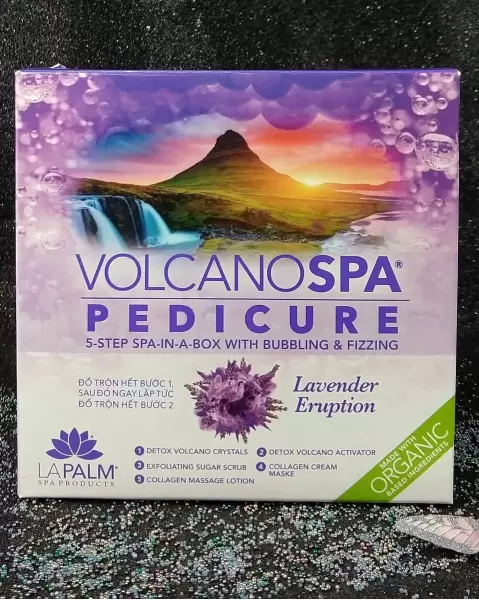 VOLCANOSPA®
PEDICURE
5-STEP SPA-IN-A-BOX WITH BUBBLING & FIZZING
ĐỔ TRỘN HẾT BƯỚC 1,
SAU ĐÓ NGAY LẬP TỨC
ĐỔ TRỘN HẾT BƯỚC 2
Lavender
Eruption
LAPALM®
SPA PRODUCTS
1 DETOX VOLCANO CRYSTALS 2 DETOX VOLCANO ACTIVATOR
3 EXFOLIATING SUGAR SCRUB 4 COLLAGEN CREAM
MASKE
5 COLLAGEN MASSAGE LOTION
MADE WITH
ORGANIC
BASED INGREDIENTS